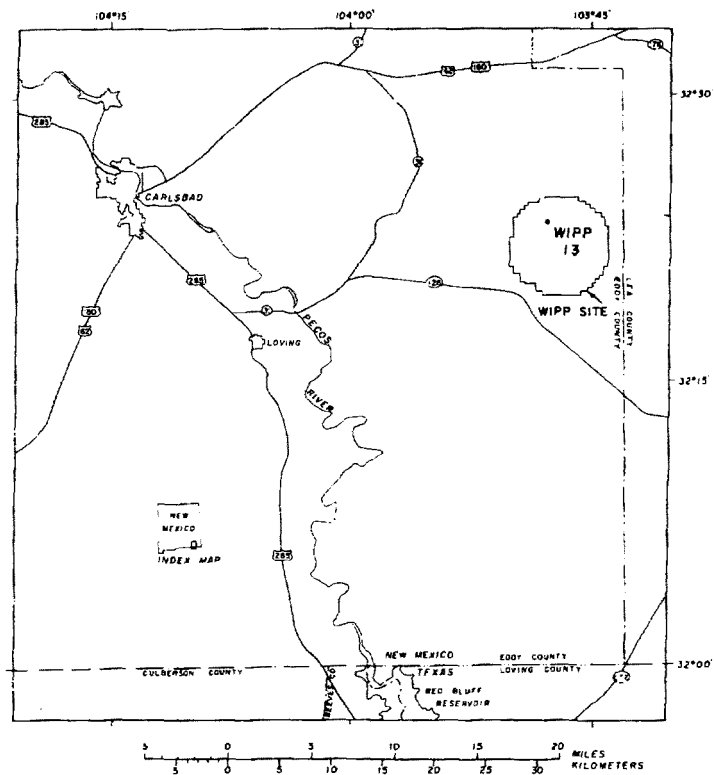 104°15'
104°00'
103°45'
62
180
32°30'
285
CARLSBAD
WIPP
13
285
128
LEA COUNTY
EDDY COUNTY
WIPP SITE
180
62
PECOS
LOVING
32°15'
RIVER
NEW
MEXICO
INDEX MAP
285
NEW MEXICO
EDDY COUNTY
32°00'
CULBERSON COUNTY
TEXAS
LOVING COUNTY
REEVES CO
RED BLUFF
RESERVOIR
5 0 5 10 15 20 MILES
5 0 5 10 15 20 25 30 KILOMETERS